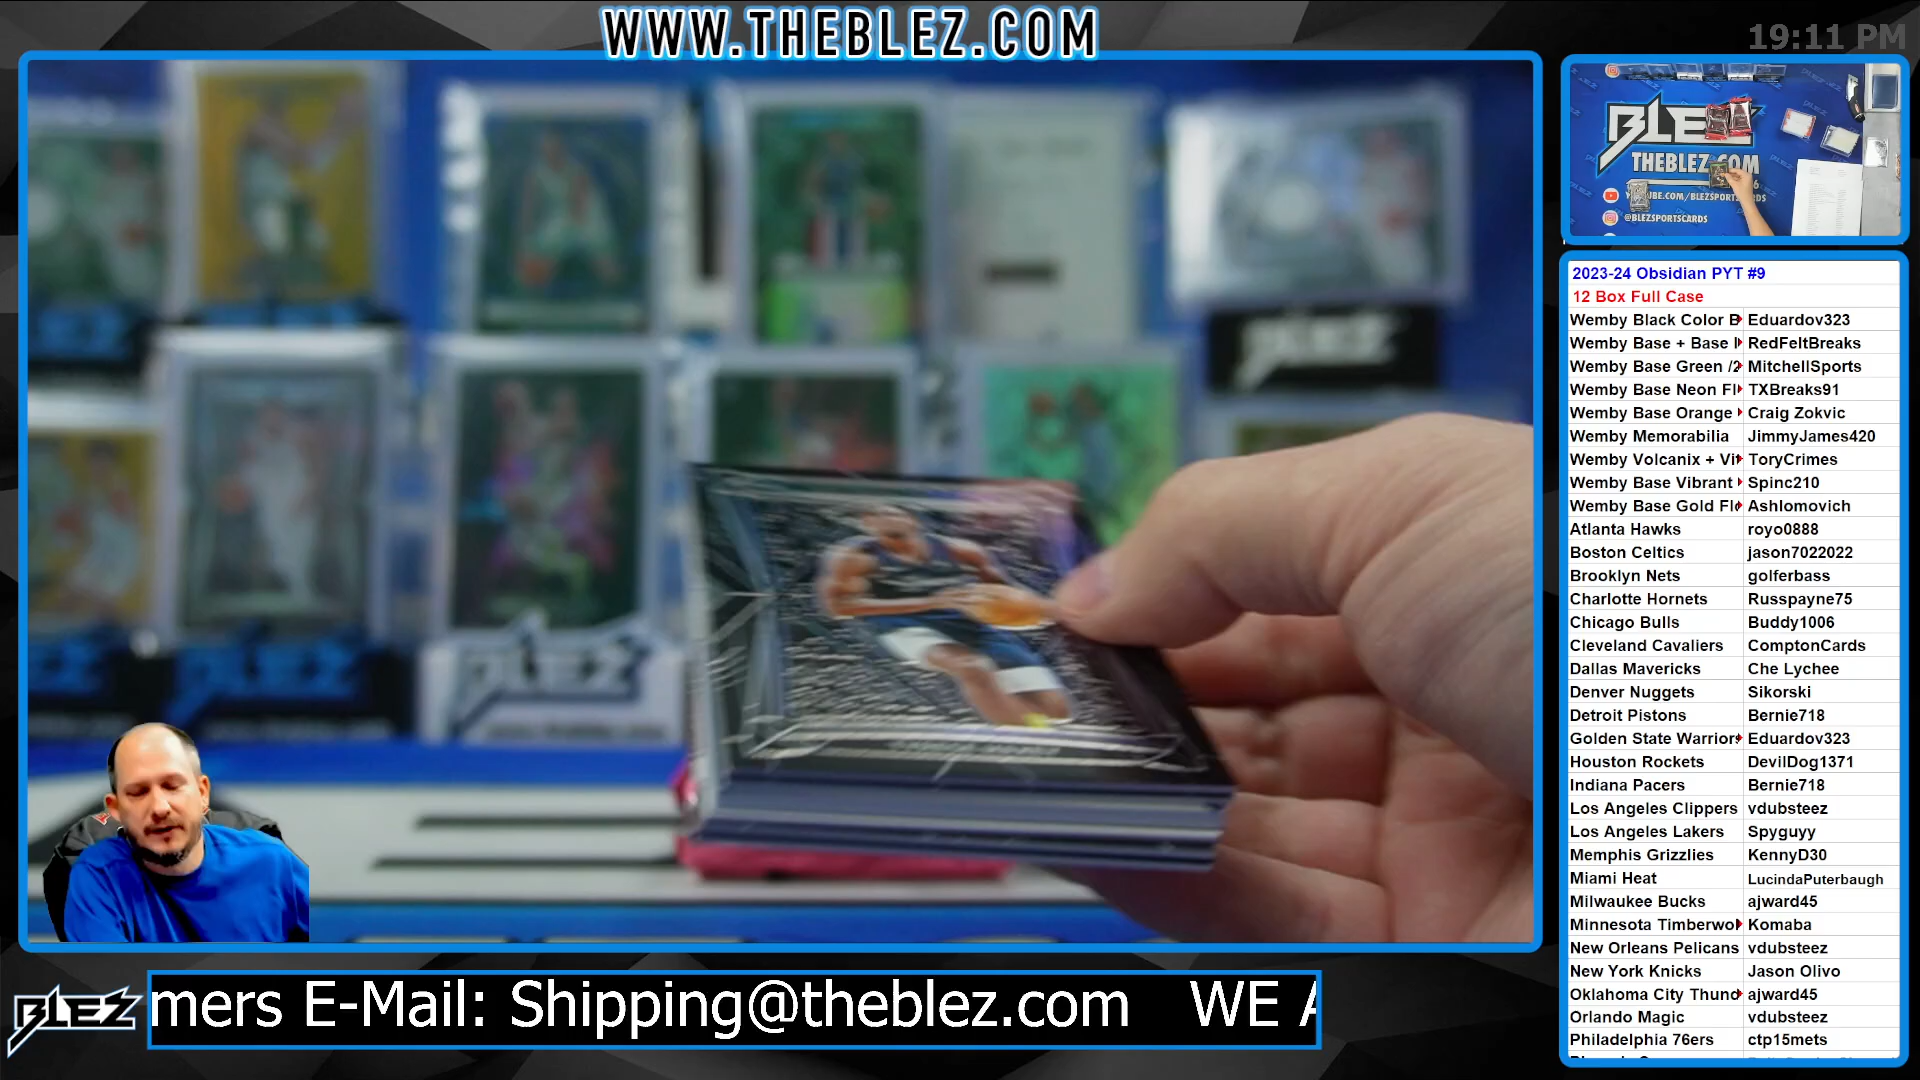 WWW.THEBLEZ.COM
19:11 PM
BLEZ
THEBLEZ.COM
@BLEZSPORTSCARDS
2023-24 Obsidian PYT #9
12 Box Full Case
Wemby Black Color Eduardov323
Wemby Base + Base RedFeltBreaks
Wemby Base Green MitchellSports
Wemby Base Neon TXBreaks91
Wemby Base Orange Craig Zokvic
Wemby Memorabilia JimmyJames420
Wemby Volcanix + ToryCrimes
Wemby Base Vibrant Spinc210
Wemby Base Gold Ashlomovich
Atlanta Hawks royo0888
Boston Celtics jason7022022
Brooklyn Nets golferbass
Charlotte Hornets Russpayne75
Chicago Bulls Buddy1006
Cleveland Cavaliers ComptonCards
Dallas Mavericks Che Lychee
Denver Nuggets Sikorski
Detroit Pistons Bernie718
Golden State Warrior Eduardov323
Houston Rockets DevilDog1371
Indiana Pacers Bernie718
Los Angeles Clippers vdubsteez
Los Angeles Lakers Spyguyy
Memphis Grizzlies KennyD30
Miami Heat LucindaPuterbaugh
Milwaukee Bucks ajward45
Minnesota Timberwol Komaba
New Orleans Pelicans vdubsteez
New York Knicks Jason Olivo
Oklahoma City Thund ajward45
Orlando Magic vdubsteez
Philadelphia 76ers ctp15mets
BLEZ
BLEZ
BLEZ
mers E-Mail: Shipping@theblez.com WE A